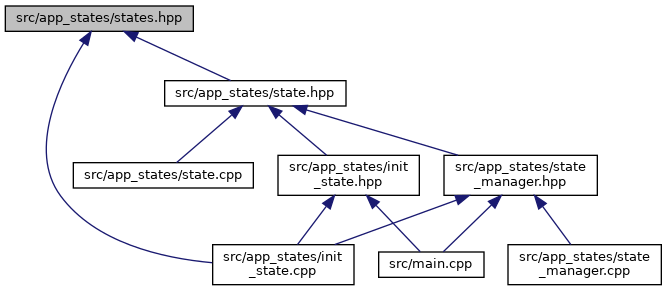 src/app_states/states.hpp
src/app_states/state.hpp
src/app_states/state.cpp
src/app_states/init
_state.hpp
src/app_states/state
_manager.hpp
src/app_states/init
_state.cpp
src/main.cpp
src/app_states/state
_manager.cpp